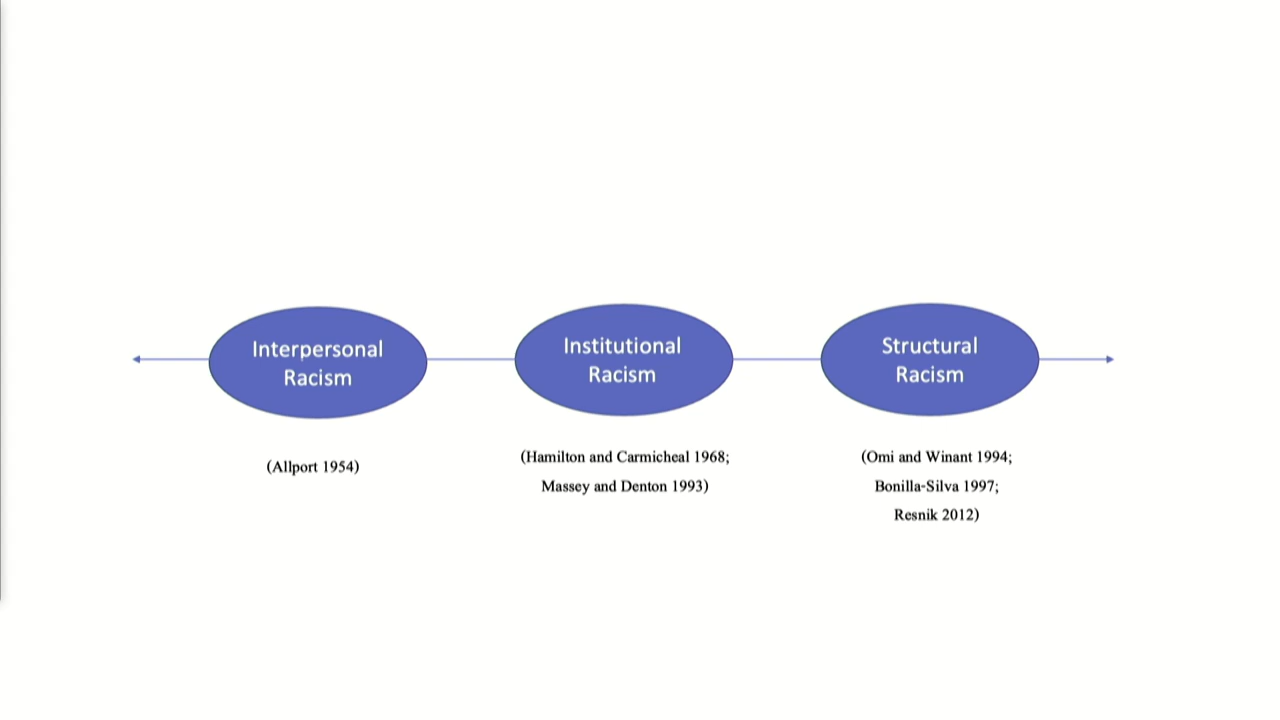 Interpersonal
Racism
Institutional
Racism
Structural
Racism
(Allport 1954)
(Hamilton and Carmicheal 1968;
Massey and Denton 1993)
(Omi and Winant 1994;
Bonilla-Silva 1997;
Resnik 2012)